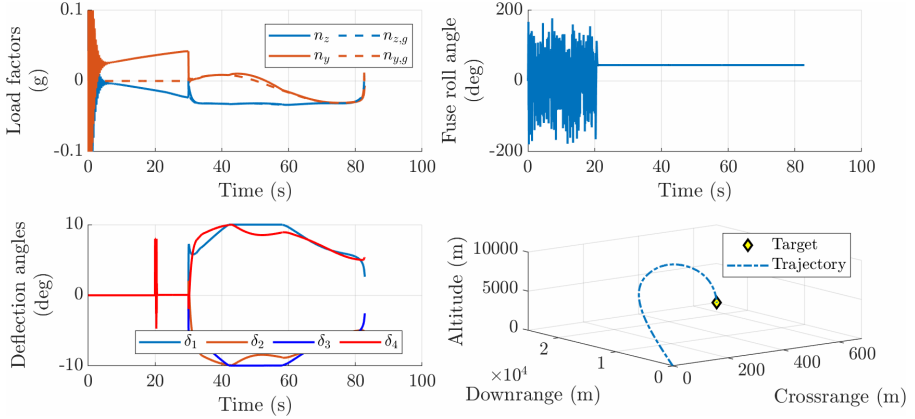 0.1
0
-0.1
Load factors
(g)
n_z n_{z,g}
n_y n_{y,g}
0 20 40 60 80 100
Time (s)
200
0
-200
Fuse roll angle
(deg)
0 20 40 60 80 100
Time (s)
10
5
0
-5
-10
Deflection angles
(deg)
δ_1 δ_2 δ_3 δ_4
0 20 40 60 80 100
Time (s)
10000
5000
0
Altitude (m)
Target
Trajectory
2
1
0
×10^4
Downrange (m)
0 200 400 600
Crossrange (m)